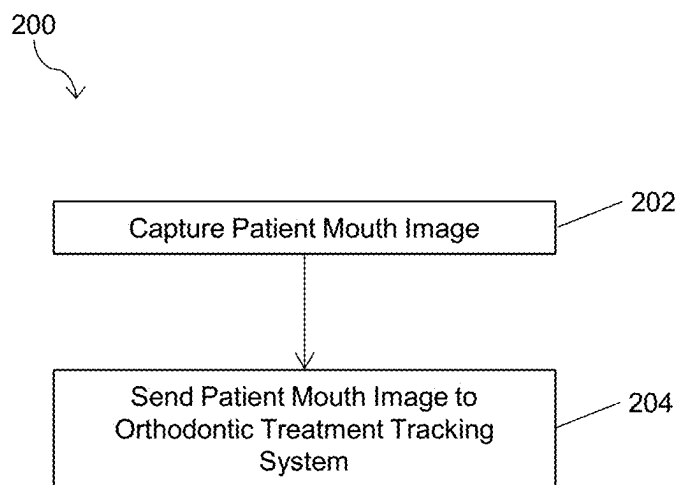 200
202
Capture Patient Mouth Image
Send Patient Mouth Image to
Orthodontic Treatment Tracking
System
204